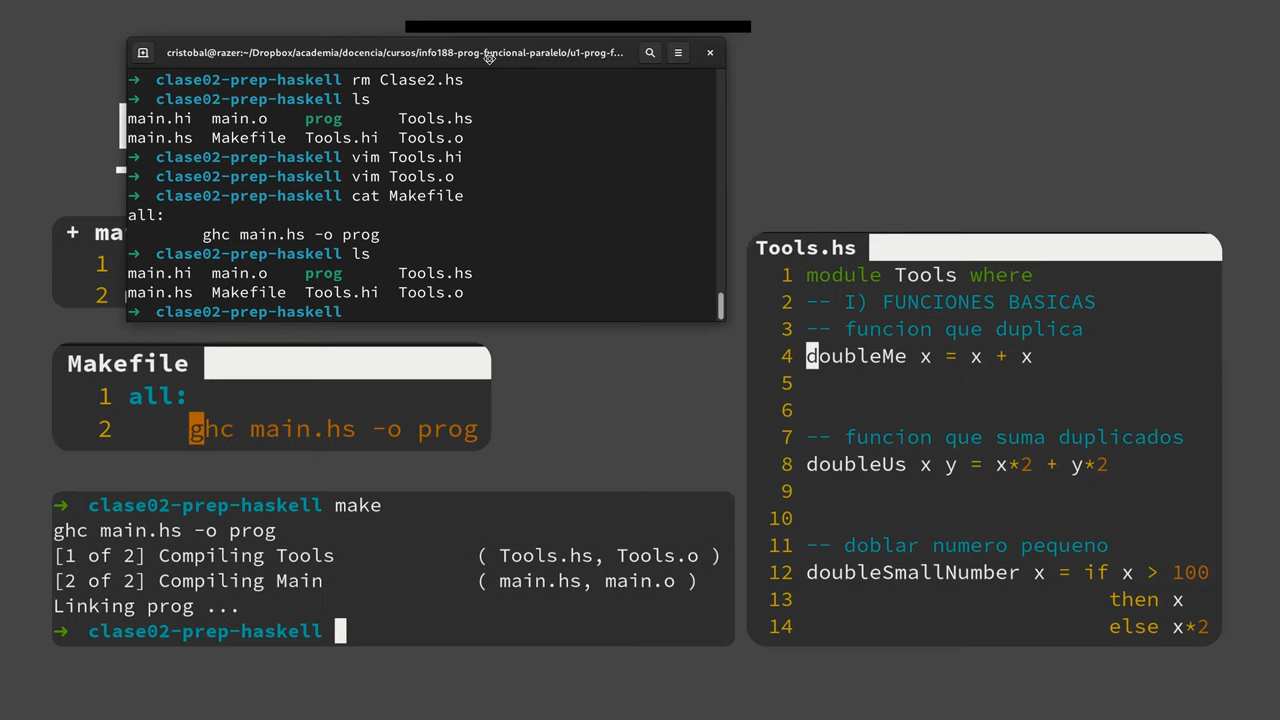 cristobal@razer:~/Dropbox/academia/docencia/cursos/info188-prog-funcional-paralelo/u1-prog-f...
➜ clase02-prep-haskell rm Clase2.hs
➜ clase02-prep-haskell ls
main.hi main.o prog Tools.hs
main.hs Makefile Tools.hi Tools.o
➜ clase02-prep-haskell vim Tools.hi
➜ clase02-prep-haskell vim Tools.o
➜ clase02-prep-haskell cat Makefile
all:
ghc main.hs -o prog
➜ clase02-prep-haskell ls
main.hi main.o prog Tools.hs
main.hs Makefile Tools.hi Tools.o
➜ clase02-prep-haskell
+ ma
1
2
Makefile
1 all:
2 ghc main.hs -o prog
➜ clase02-prep-haskell make
ghc main.hs -o prog
[1 of 2] Compiling Tools ( Tools.hs, Tools.o )
[2 of 2] Compiling Main ( main.hs, main.o )
Linking prog ...
➜ clase02-prep-haskell
Tools.hs
1 module Tools where
2 -- I) FUNCIONES BASICAS
3 -- funcion que duplica
4 doubleMe x = x + x
5
6
7 -- funcion que suma duplicados
8 doubleUs x y = x*2 + y*2
9
10
11 -- doblar numero pequeno
12 doubleSmallNumber x = if x > 100
13 then x
14 else x*2